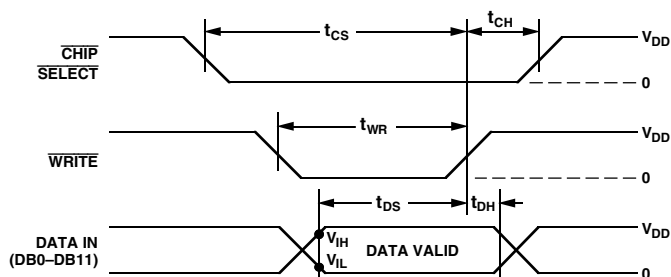 tCS
tCH
CHIP
SELECT
VDD
0
tWR
WRITE
VDD
0
tDS
tDH
DATA IN
(DB0–DB11)
VIH
VIL
DATA VALID
VDD
0